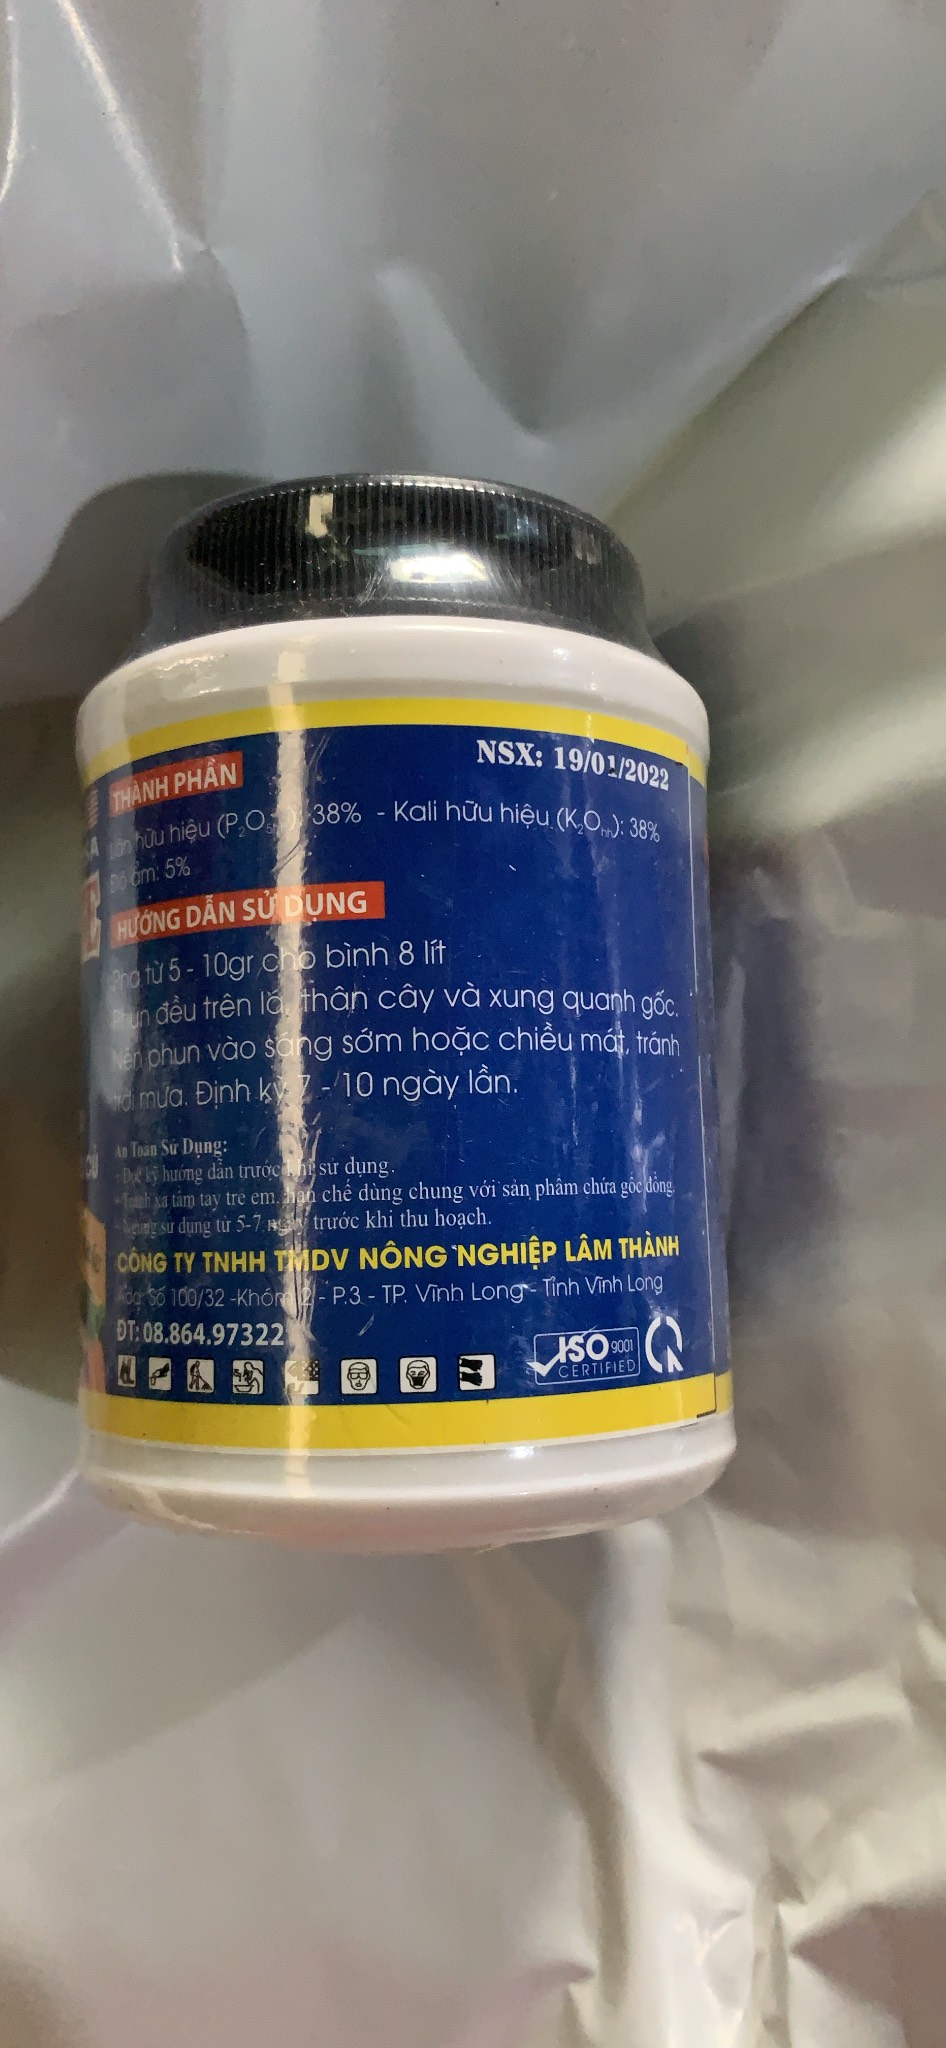 NSX: 19/01/2022
THÀNH PHẦN
Lân hữu hiệu (P2O5hh): 38% - Kali hữu hiệu (K2Ohh): 38%
Độ ẩm: 5%
HƯỚNG DẪN SỬ DỤNG
Pha từ 5 - 10gr cho bình 8 lít
Phun đều trên lá, thân cây và xung quanh gốc.
Nên phun vào sáng sớm hoặc chiều mát, tránh
trời mưa. Định kỳ 7 - 10 ngày lần.
An Toàn Sử Dụng:
- Đọc kỹ hướng dẫn trước khi sử dụng.
- Tránh xa tầm tay trẻ em, hạn chế dùng chung với sản phẩm chứa gốc đồng.
- Ngưng sử dụng từ 5-7 ngày trước khi thu hoạch.
CÔNG TY TNHH TMDV NÔNG NGHIỆP LÂM THÀNH
Số 100/32 -Khóm 2 - P.3 - TP. Vĩnh Long - Tỉnh Vĩnh Long
ĐT: 08.864.97322
ISO 9001
CERTIFIED